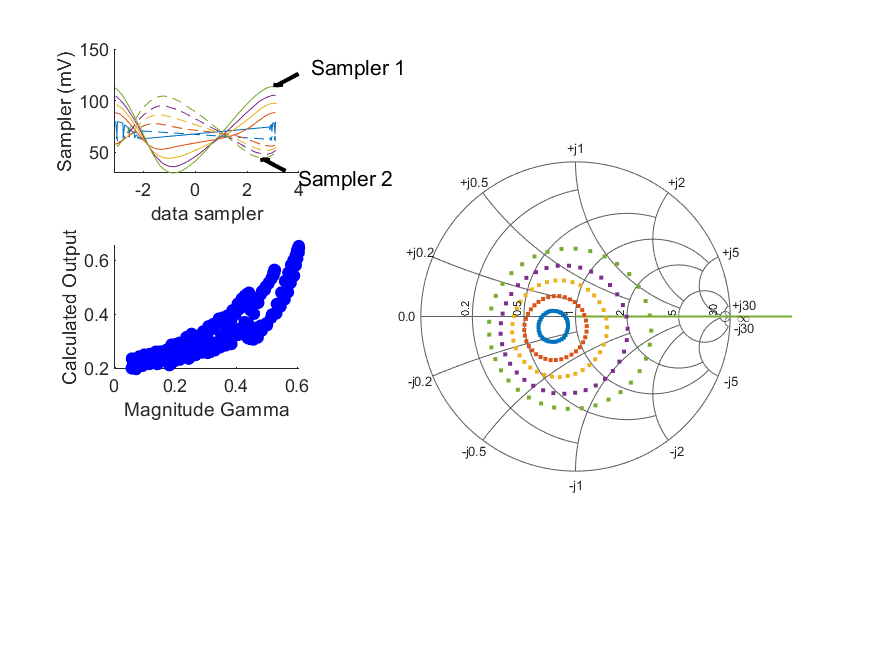 150
100
50
Sampler (mV)
Sampler 1
Sampler 2
-2
0
2
4
data sampler
0.6
0.4
0.2
Calculated Output
0
0.2
0.4
0.6
Magnitude Gamma
+j1
+j0.5
+j2
+j0.2
+j5
0.0
0.2
0.5
1
2
5
30
+j30
-j30
-j0.2
-j5
-j0.5
-j2
-j1